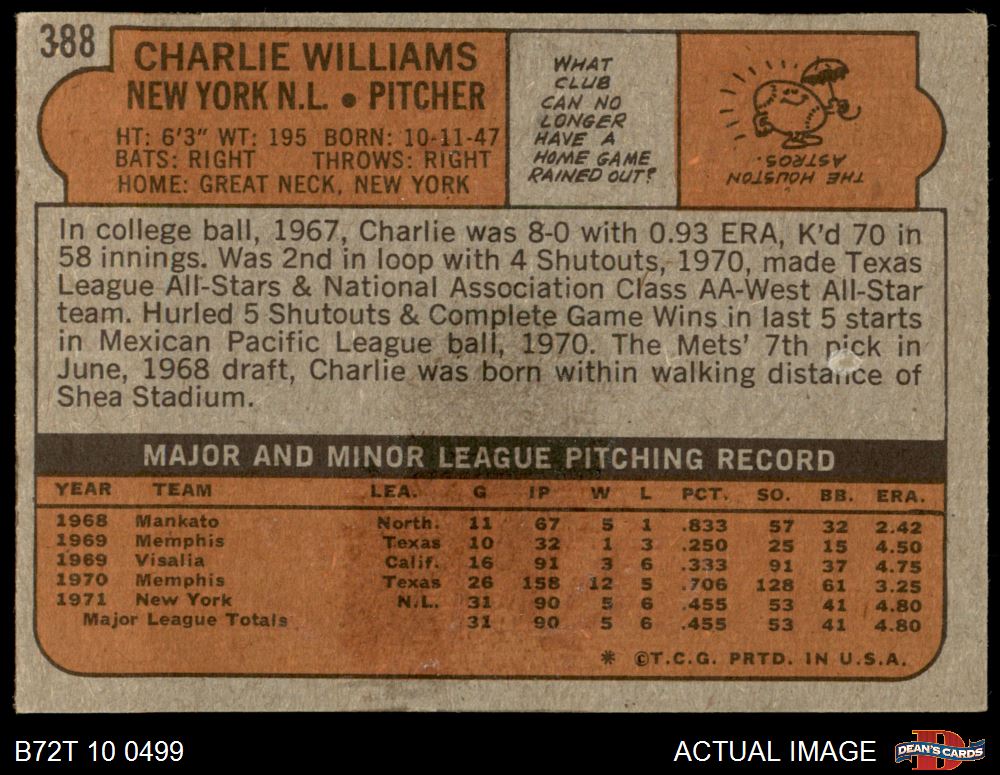 388
CHARLIE WILLIAMS
NEW YORK N.L. • PITCHER
HT: 6'3" WT: 195 BORN: 10-11-47
BATS: RIGHT THROWS: RIGHT
HOME: GREAT NECK, NEW YORK
WHAT
CLUB
CAN NO
LONGER
HAVE A
HOME GAME
RAINED OUT?
THE HOUSTON
ASTROS.
In college ball, 1967, Charlie was 8-0 with 0.93 ERA, K'd 70 in
58 innings. Was 2nd in loop with 4 Shutouts, 1970, made Texas
League All-Stars & National Association Class AA-West All-Star
team. Hurled 5 Shutouts & Complete Game Wins in last 5 starts
in Mexican Pacific League ball, 1970. The Mets' 7th pick in
June, 1968 draft, Charlie was born within walking distance of
Shea Stadium.
MAJOR AND MINOR LEAGUE PITCHING RECORD
YEAR TEAM LEA. G IP W L PCT. SO. BB. ERA.
1968 Mankato North. 11 67 5 1 .833 57 32 2.42
1969 Memphis Texas 10 32 1 3 .250 25 15 4.50
1969 Visalia Calif. 16 91 3 6 .333 91 37 4.75
1970 Memphis Texas 26 158 12 5 .706 128 61 3.25
1971 New York N.L. 31 90 5 6 .455 53 41 4.80
Major League Totals 31 90 5 6 .455 53 41 4.80
* ©T.C.G. PRTD. IN U.S.A.
B72T 10 0499
ACTUAL IMAGE
DEAN'S CARDS